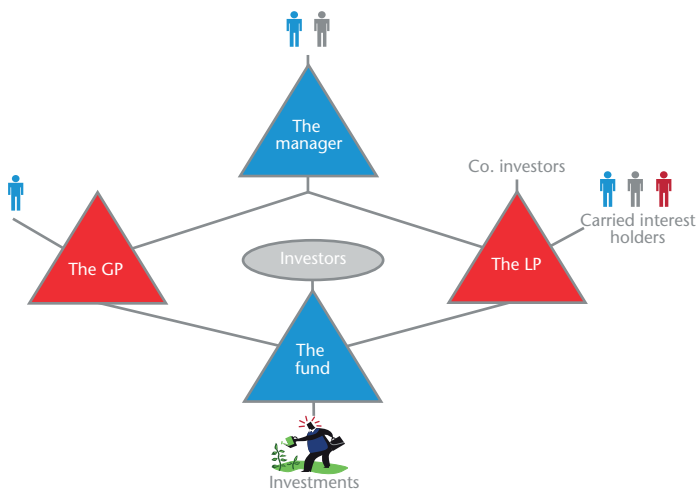 The
manager
Co. investors
Carried interest
holders
The GP
Investors
The LP
The
fund
Investments